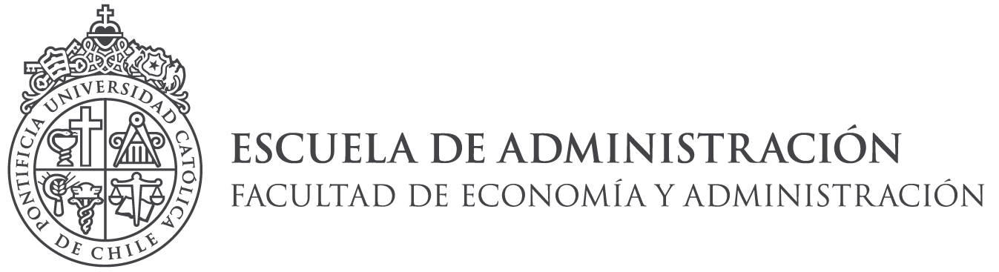 PONTIFICIA UNIVERSIDAD CATÓLICA DE CHILE
ESCUELA DE ADMINISTRACIÓN
FACULTAD DE ECONOMÍA Y ADMINISTRACIÓN